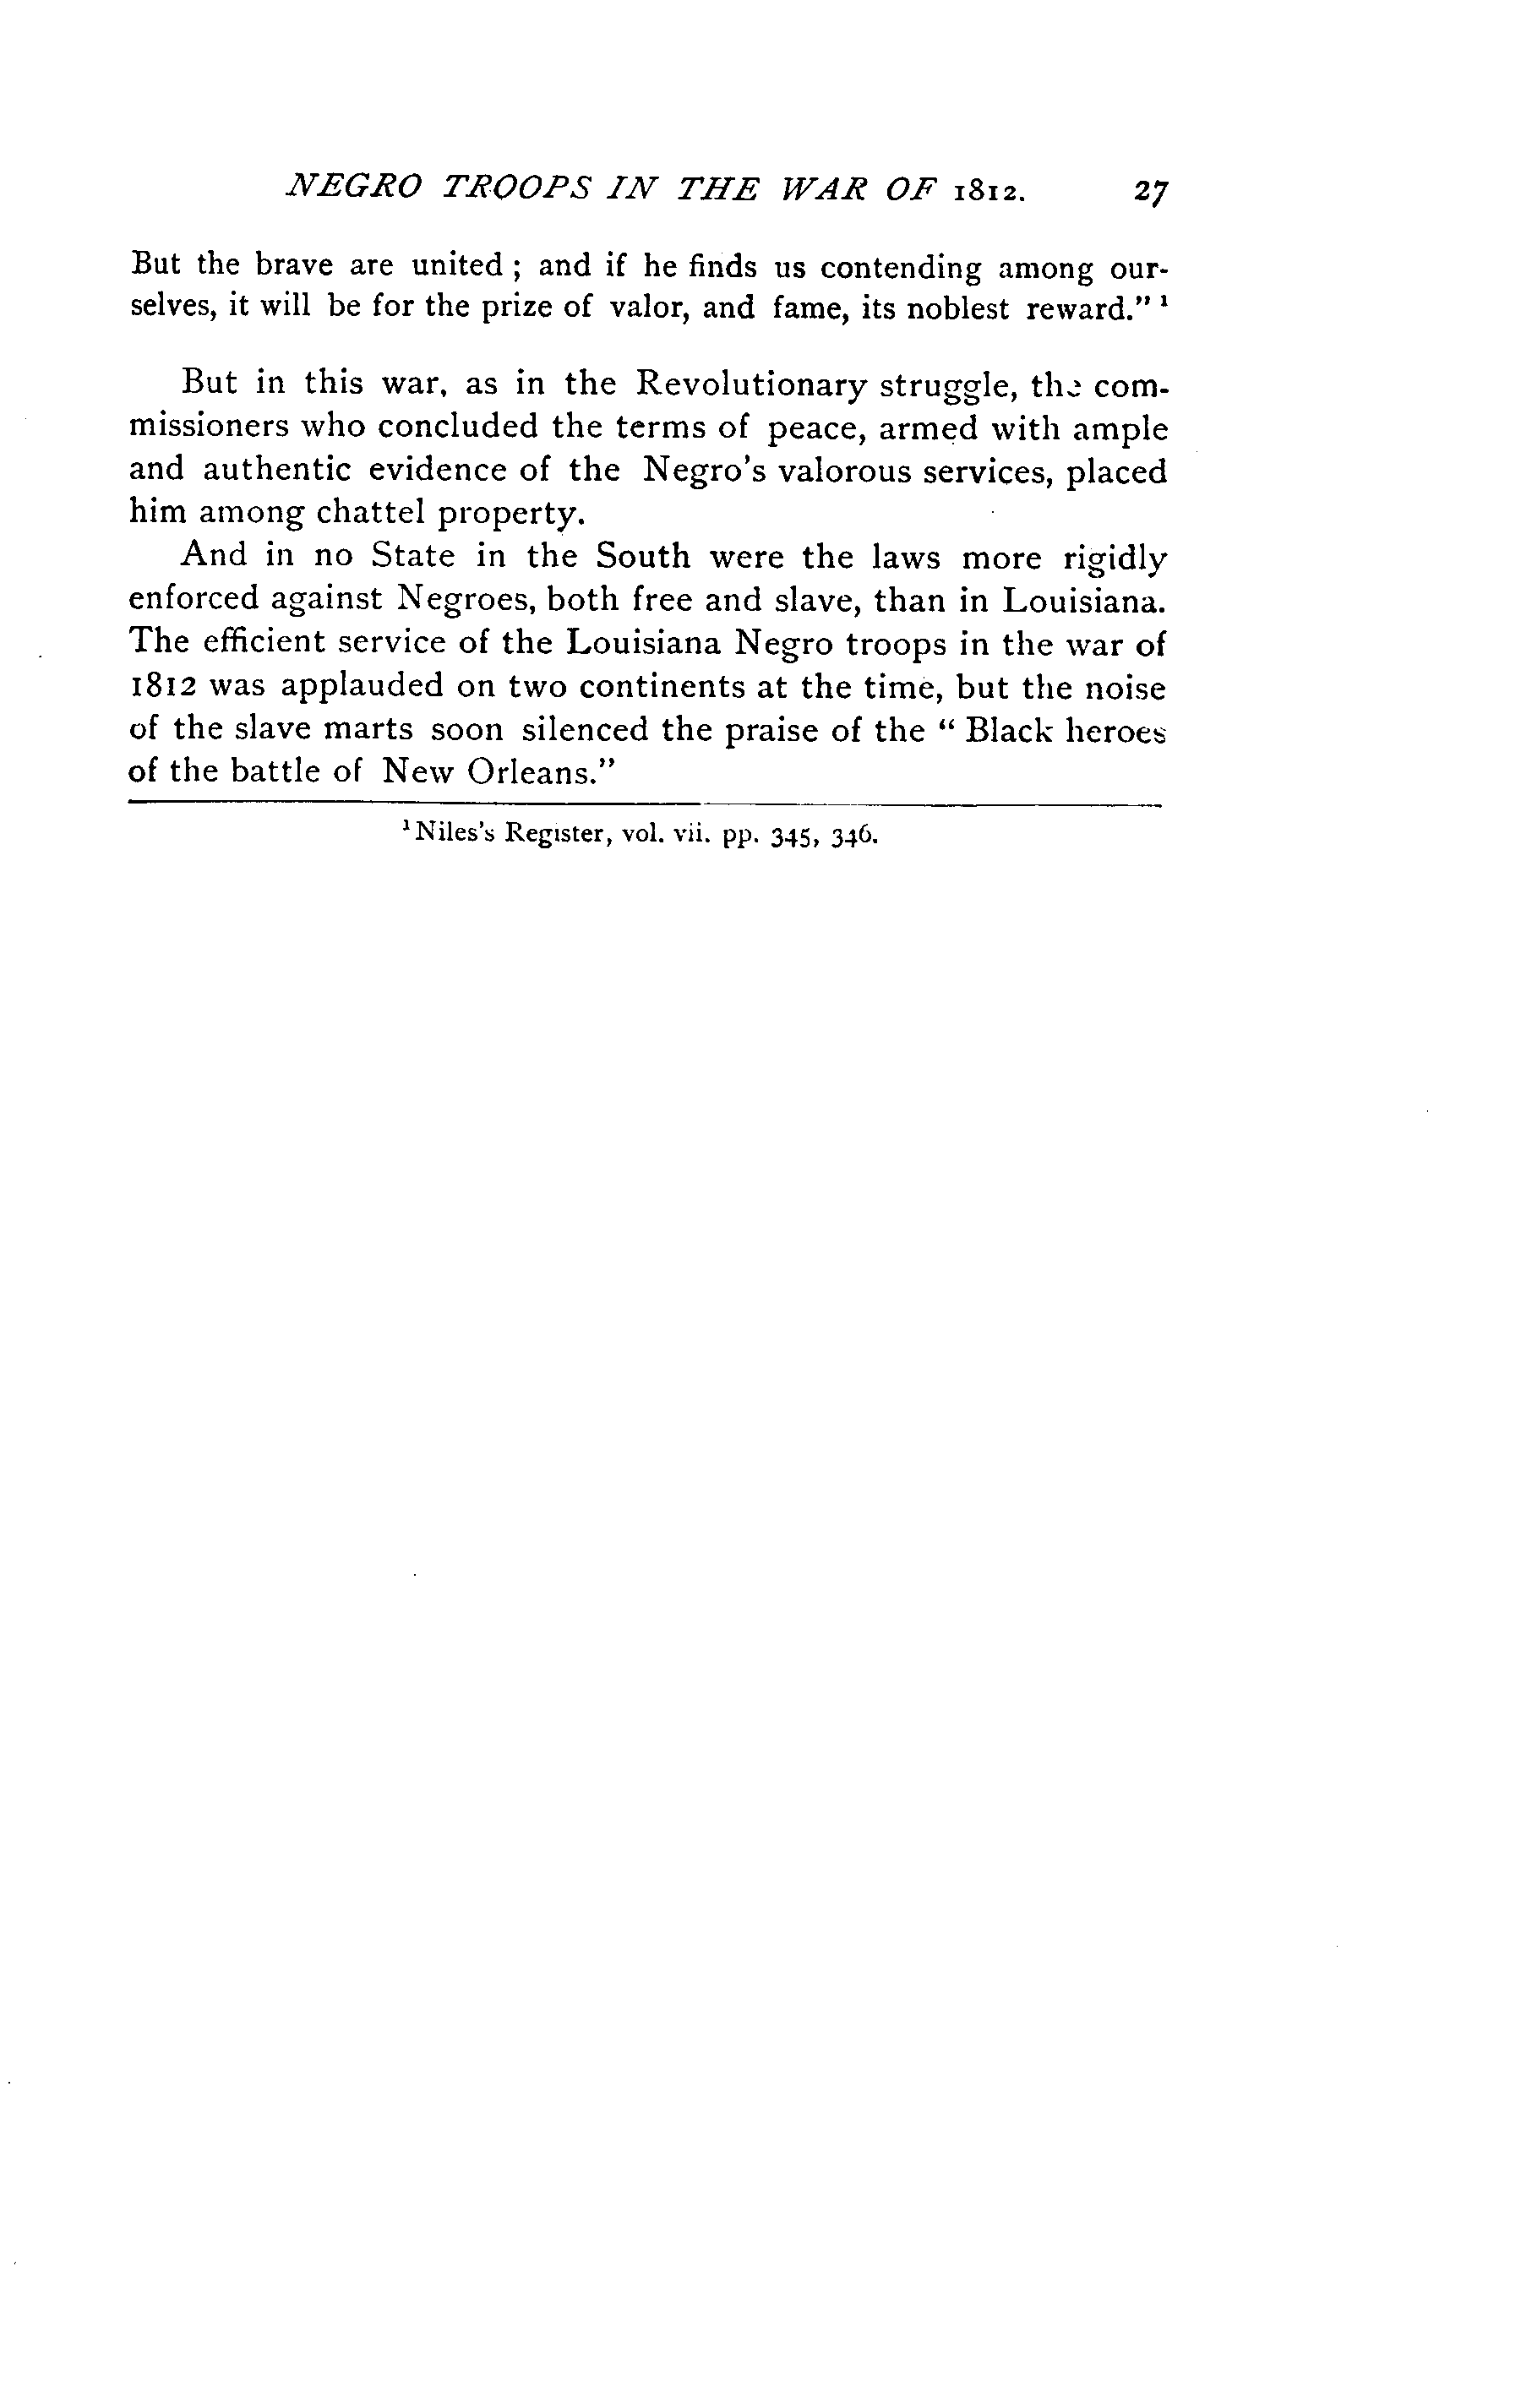 NEGRO TROOPS IN THE WAR OF 1812. 27
But the brave are united ; and if he finds us contending among our-
selves, it will be for the prize of valor, and fame, its noblest reward." ¹
But in this war, as in the Revolutionary struggle, the com-
missioners who concluded the terms of peace, armed with ample
and authentic evidence of the Negro's valorous services, placed
him among chattel property.
And in no State in the South were the laws more rigidly
enforced against Negroes, both free and slave, than in Louisiana.
The efficient service of the Louisiana Negro troops in the war of
1812 was applauded on two continents at the time, but the noise
of the slave marts soon silenced the praise of the " Black heroes
of the battle of New Orleans."
¹ Niles's Register, vol. vii. pp. 345, 346.